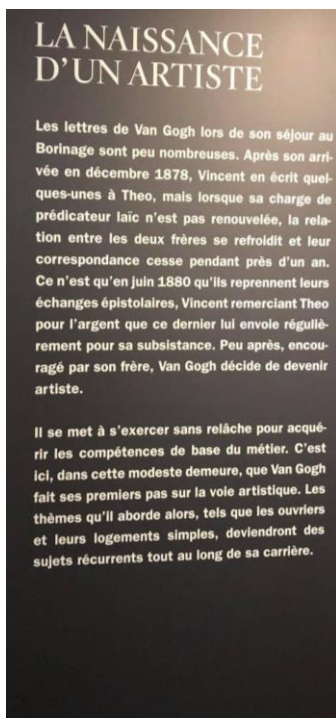 LA NAISSANCE
D'UN ARTISTE
Les lettres de Van Gogh lors de son séjour au
Borinage sont peu nombreuses. Après son arri-
vée en décembre 1878, Vincent en écrit quel-
ques-unes à Theo, mais lorsque sa charge de
prédicateur laïc n'est pas renouvelée, la rela-
tion entre les deux frères se refroidit et leur
correspondance cesse pendant près d'un an.
Ce n'est qu'en juin 1880 qu'ils reprennent leurs
échanges épistolaires, Vincent remerciant Theo
pour l'argent que ce dernier lui envoie réguliè-
rement pour sa subsistance. Peu après, encou-
ragé par son frère, Van Gogh décide de devenir
artiste.
Il se met à s'exercer sans relâche pour acqué-
rir les compétences de base du métier. C'est
ici, dans cette modeste demeure, que Van Gogh
fait ses premiers pas sur la voie artistique. Les
thèmes qu'il aborde alors, tels que les ouvriers
et leurs logements simples, deviendront des
sujets récurrents tout au long de sa carrière.